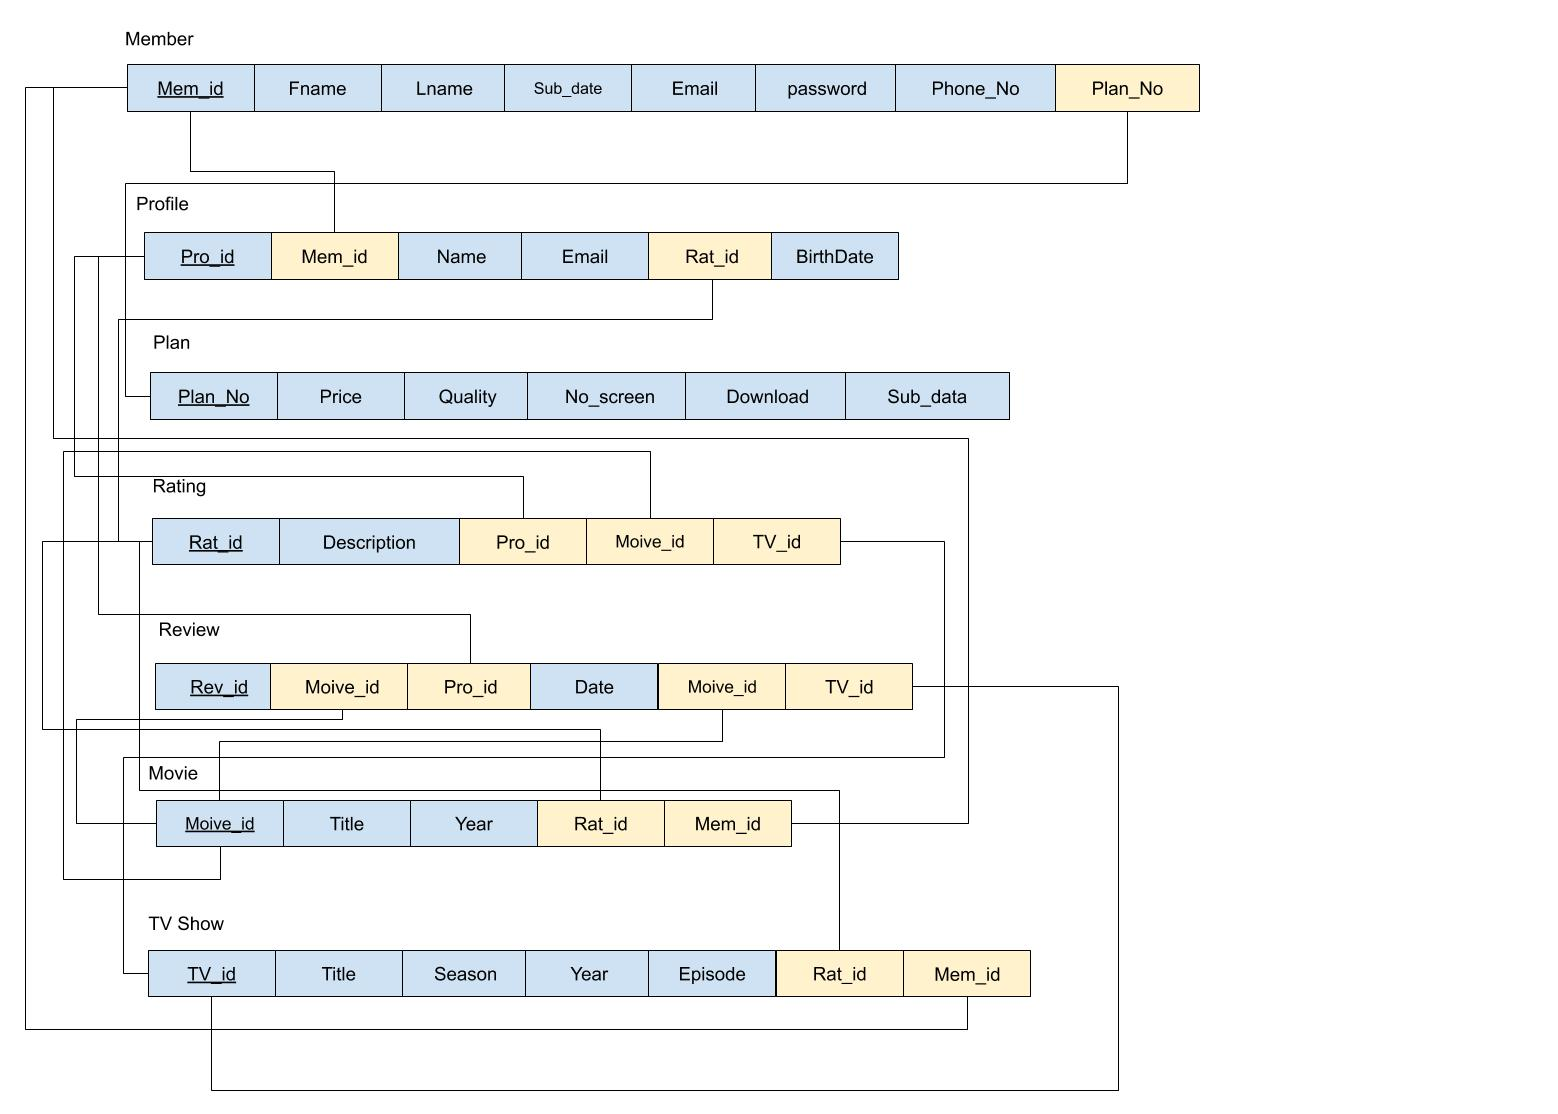 Member
Mem_id Fname Lname Sub_date Email password Phone_No Plan_No
Profile
Pro_id Mem_id Name Email Rat_id BirthDate
Plan
Plan_No Price Quality No_screen Download Sub_data
Rating
Rat_id Description Pro_id Moive_id TV_id
Review
Rev_id Moive_id Pro_id Date Moive_id TV_id
Movie
Moive_id Title Year Rat_id Mem_id
TV Show
TV_id Title Season Year Episode Rat_id Mem_id